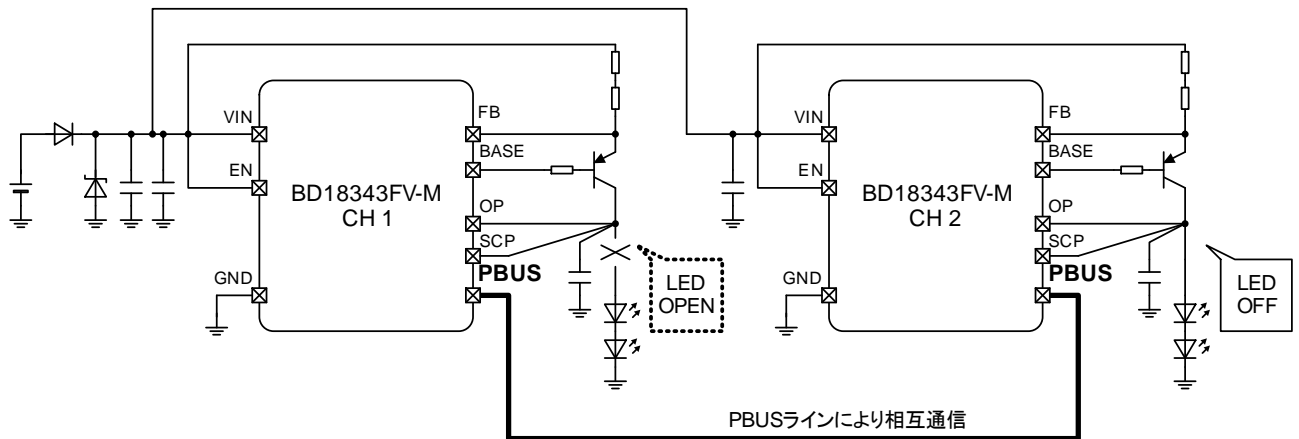 VIN
EN
GND
BD18343FV-M
CH 1
FB
BASE
OP
SCP
PBUS
LED
OPEN
VIN
EN
GND
BD18343FV-M
CH 2
FB
BASE
OP
SCP
PBUS
LED
OFF
PBUSラインにより相互通信